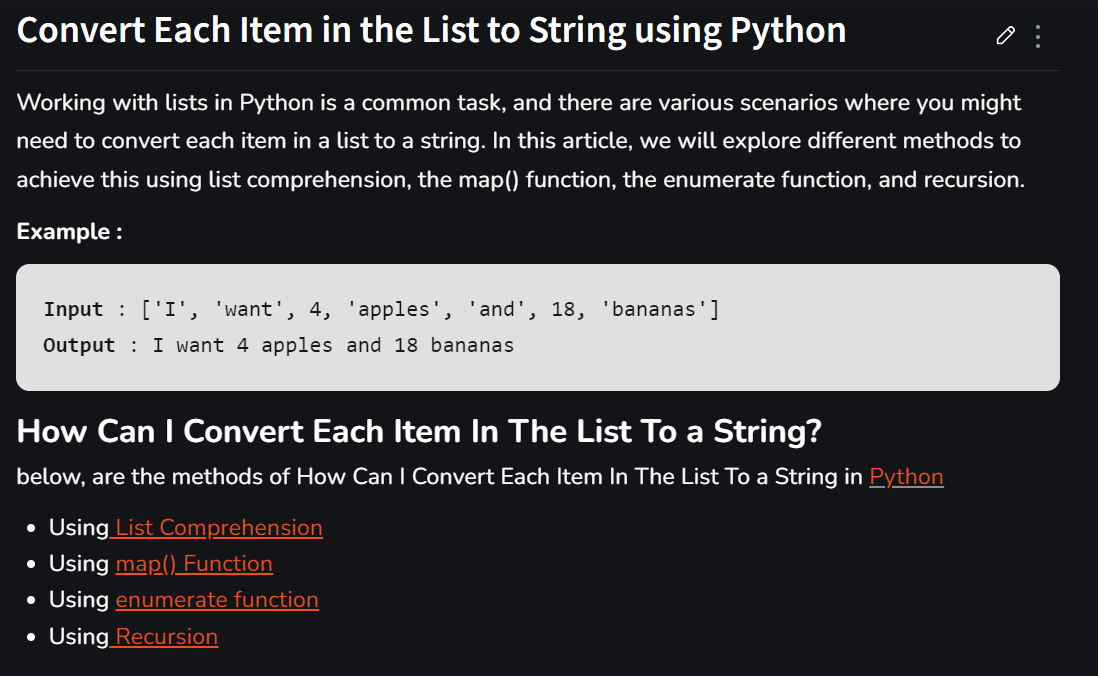 Convert Each Item in the List to String using Python
Working with lists in Python is a common task, and there are various scenarios where you might
need to convert each item in a list to a string. In this article, we will explore different methods to
achieve this using list comprehension, the map() function, the enumerate function, and recursion.
Example :
Input : ['I', 'want', 4, 'apples', 'and', 18, 'bananas']
Output : I want 4 apples and 18 bananas
How Can I Convert Each Item In The List To a String?
below, are the methods of How Can I Convert Each Item In The List To a String in Python
• Using List Comprehension
• Using map() Function
• Using enumerate function
• Using Recursion